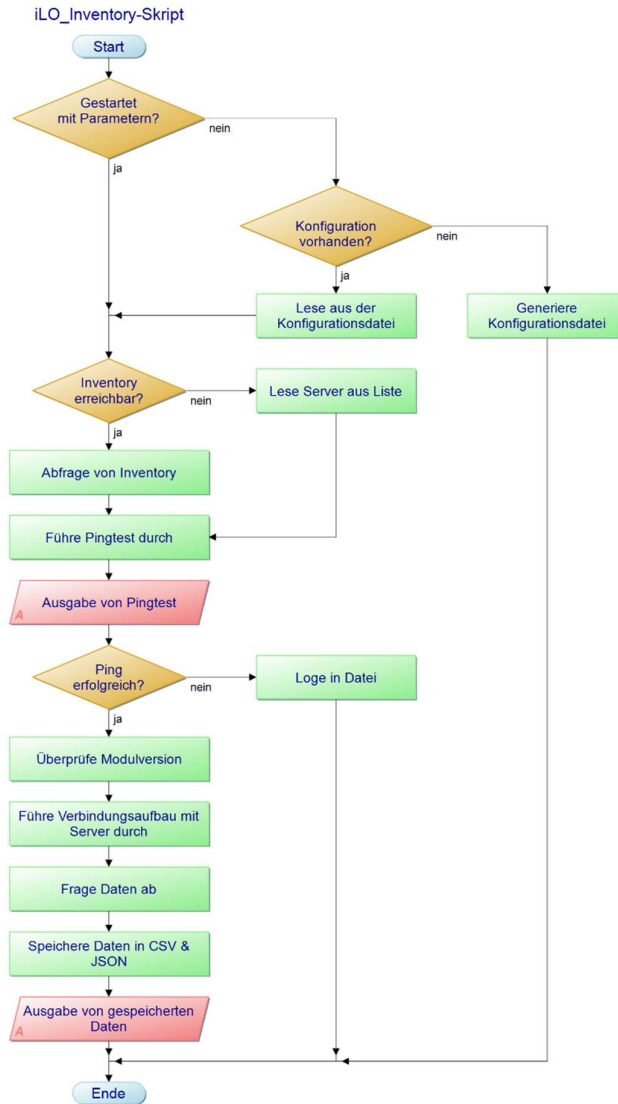 iLO_Inventory-Skript
Start
Gestartet
mit Parametern?
nein
ja
Konfiguration
vorhanden?
nein
ja
Lese aus der
Konfigurationsdatei
Generiere
Konfigurationsdatei
Inventory
erreichbar?
nein
ja
Lese Server aus Liste
Abfrage von Inventory
Führe Pingtest durch
Ausgabe von Pingtest
A
Ping
erfolgreich?
nein
ja
Loge in Datei
Überprüfe Modulversion
Führe Verbindungsaufbau mit
Server durch
Frage Daten ab
Speichere Daten in CSV &
JSON
Ausgabe von gespeicherten
Daten
A
Ende